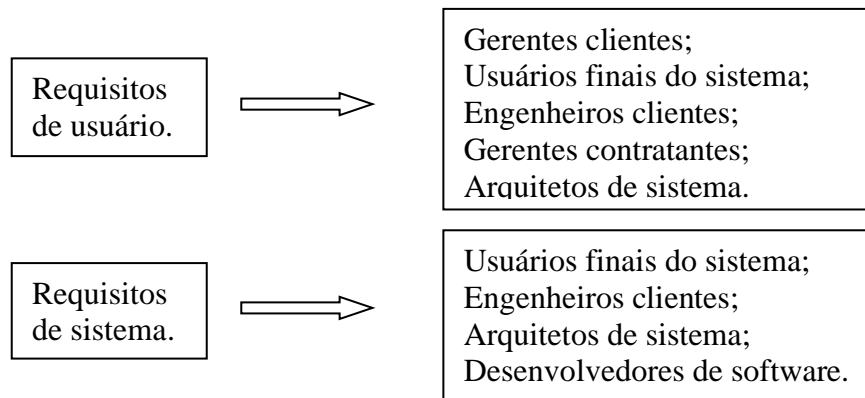 Requisitos
de usuário.
Gerentes clientes;
Usuários finais do sistema;
Engenheiros clientes;
Gerentes contratantes;
Arquitetos de sistema.
Requisitos
de sistema.
Usuários finais do sistema;
Engenheiros clientes;
Arquitetos de sistema;
Desenvolvedores de software.